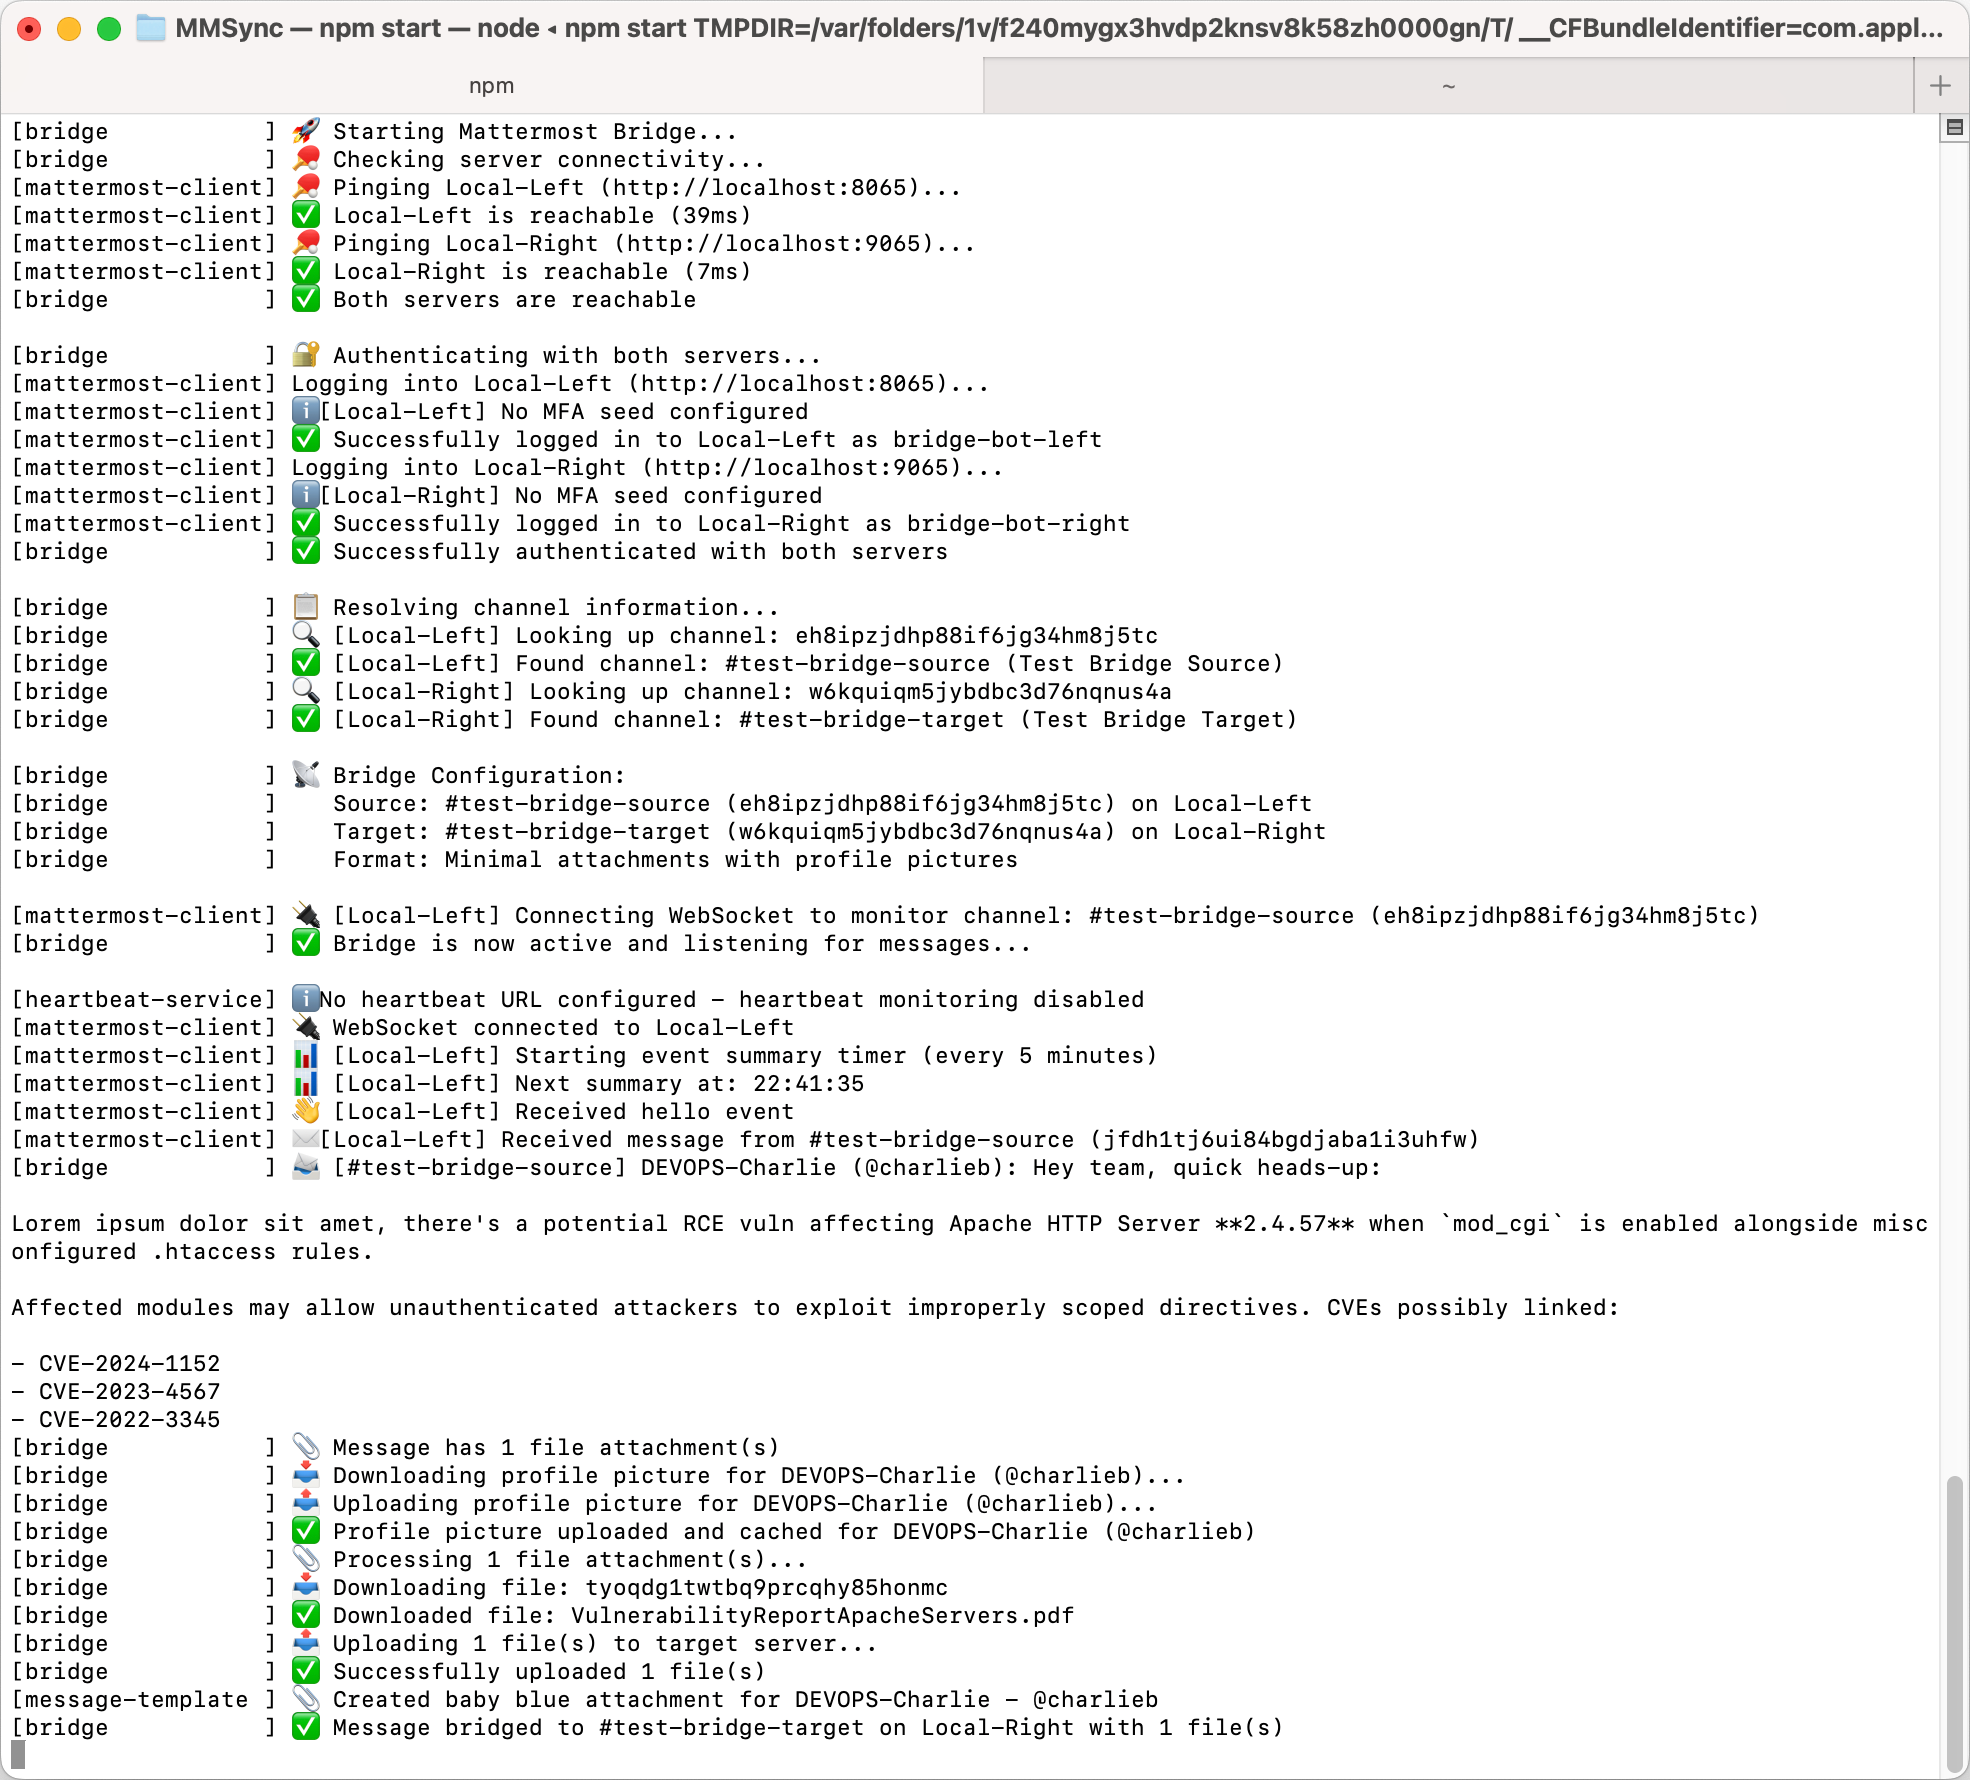 MMSync — npm start — node ◂ npm start TMPDIR=/var/folders/1v/f240mygx3hvdp2knsv8k58zh0000gn/T/ __CFBundleIdentifier=com.appl...
npm
~
[bridge           ] 🚀 Starting Mattermost Bridge...
[bridge           ] 🏓 Checking server connectivity...
[mattermost-client] 🏓 Pinging Local-Left (http://localhost:8065)...
[mattermost-client] ✅ Local-Left is reachable (39ms)
[mattermost-client] 🏓 Pinging Local-Right (http://localhost:9065)...
[mattermost-client] ✅ Local-Right is reachable (7ms)
[bridge           ] ✅ Both servers are reachable
[bridge           ] 🔐 Authenticating with both servers...
[mattermost-client] Logging into Local-Left (http://localhost:8065)...
[mattermost-client] ℹ️[Local-Left] No MFA seed configured
[mattermost-client] ✅ Successfully logged in to Local-Left as bridge-bot-left
[mattermost-client] Logging into Local-Right (http://localhost:9065)...
[mattermost-client] ℹ️[Local-Right] No MFA seed configured
[mattermost-client] ✅ Successfully logged in to Local-Right as bridge-bot-right
[bridge           ] ✅ Successfully authenticated with both servers
[bridge           ] 📋 Resolving channel information...
[bridge           ] 🔍 [Local-Left] Looking up channel: eh8ipzjdhp88if6jg34hm8j5tc
[bridge           ] ✅ [Local-Left] Found channel: #test-bridge-source (Test Bridge Source)
[bridge           ] 🔍 [Local-Right] Looking up channel: w6kquiqm5jybdbc3d76nqnus4a
[bridge           ] ✅ [Local-Right] Found channel: #test-bridge-target (Test Bridge Target)
[bridge           ] 📡 Bridge Configuration:
[bridge           ]    Source: #test-bridge-source (eh8ipzjdhp88if6jg34hm8j5tc) on Local-Left
[bridge           ]    Target: #test-bridge-target (w6kquiqm5jybdbc3d76nqnus4a) on Local-Right
[bridge           ]    Format: Minimal attachments with profile pictures
[mattermost-client] 🔌 [Local-Left] Connecting WebSocket to monitor channel: #test-bridge-source (eh8ipzjdhp88if6jg34hm8j5tc)
[bridge           ] ✅ Bridge is now active and listening for messages...
[heartbeat-service] ℹ️No heartbeat URL configured - heartbeat monitoring disabled
[mattermost-client] 🔌 WebSocket connected to Local-Left
[mattermost-client] 📊 [Local-Left] Starting event summary timer (every 5 minutes)
[mattermost-client] 📊 [Local-Left] Next summary at: 22:41:35
[mattermost-client] 👋 [Local-Left] Received hello event
[mattermost-client] ✉️[Local-Left] Received message from #test-bridge-source (jfdh1tj6ui84bgdjaba1i3uhfw)
[bridge           ] 📨 [#test-bridge-source] DEVOPS-Charlie (@charlieb): Hey team, quick heads-up:
Lorem ipsum dolor sit amet, there's a potential RCE vuln affecting Apache HTTP Server **2.4.57** when `mod_cgi` is enabled alongside misc
onfigured .htaccess rules.
Affected modules may allow unauthenticated attackers to exploit improperly scoped directives. CVEs possibly linked:
- CVE-2024-1152
- CVE-2023-4567
- CVE-2022-3345
[bridge           ] 📎 Message has 1 file attachment(s)
[bridge           ] 📥 Downloading profile picture for DEVOPS-Charlie (@charlieb)...
[bridge           ] 📤 Uploading profile picture for DEVOPS-Charlie (@charlieb)...
[bridge           ] ✅ Profile picture uploaded and cached for DEVOPS-Charlie (@charlieb)
[bridge           ] 📎 Processing 1 file attachment(s)...
[bridge           ] 📥 Downloading file: tyoqdg1twtbq9prcqhy85honmc
[bridge           ] ✅ Downloaded file: VulnerabilityReportApacheServers.pdf
[bridge           ] 📤 Uploading 1 file(s) to target server...
[bridge           ] ✅ Successfully uploaded 1 file(s)
[message-template ] 📎 Created baby blue attachment for DEVOPS-Charlie - @charlieb
[bridge           ] ✅ Message bridged to #test-bridge-target on Local-Right with 1 file(s)